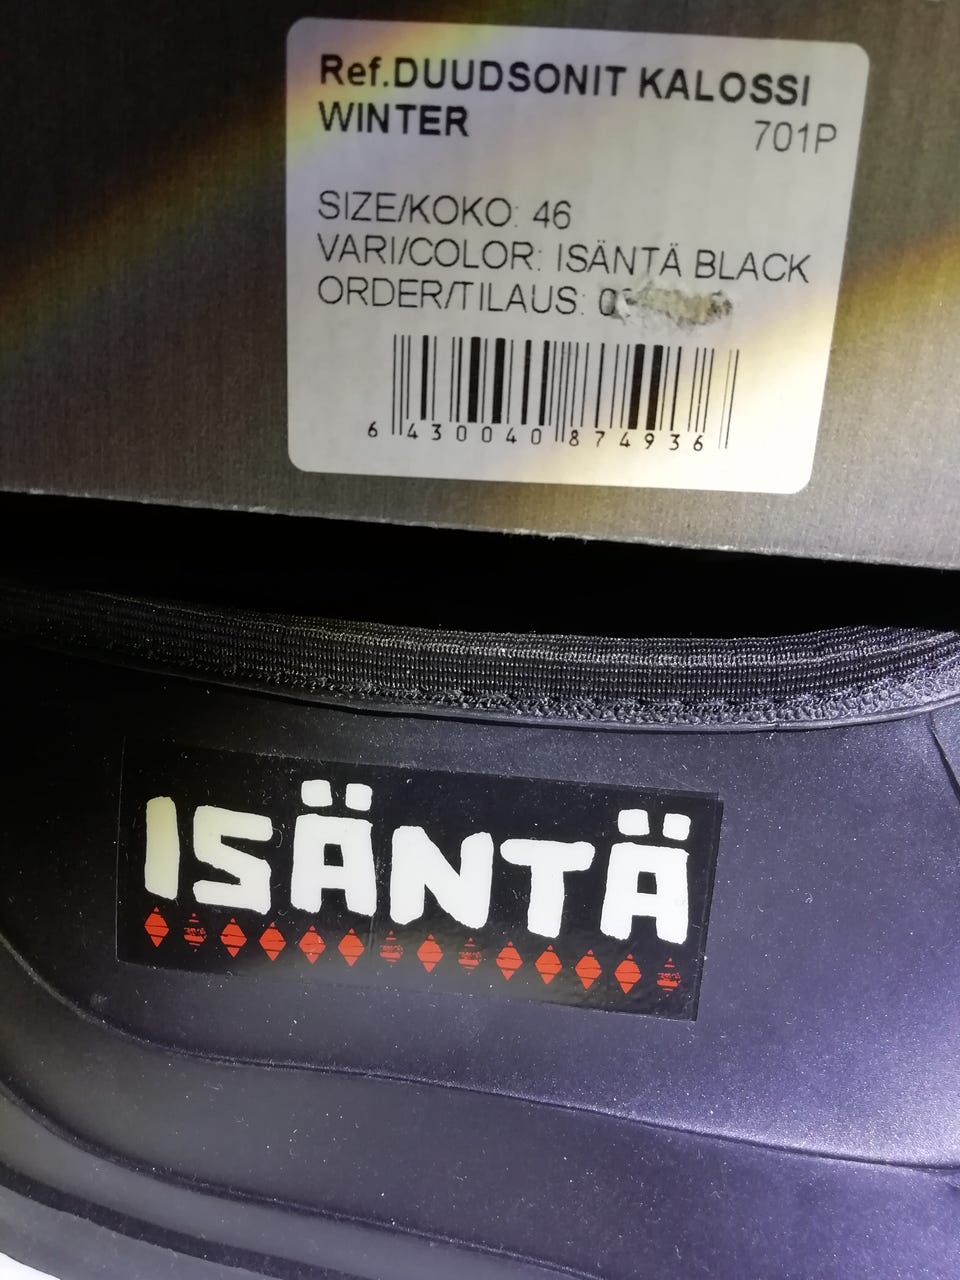 Ref.DUUDSONIT KALOSSI
WINTER
701P
SIZE/KOKO: 46
VARI/COLOR: ISÄNTÄ BLACK
ORDER/TILAUS:
6 430040 874936
ISÄNTÄ